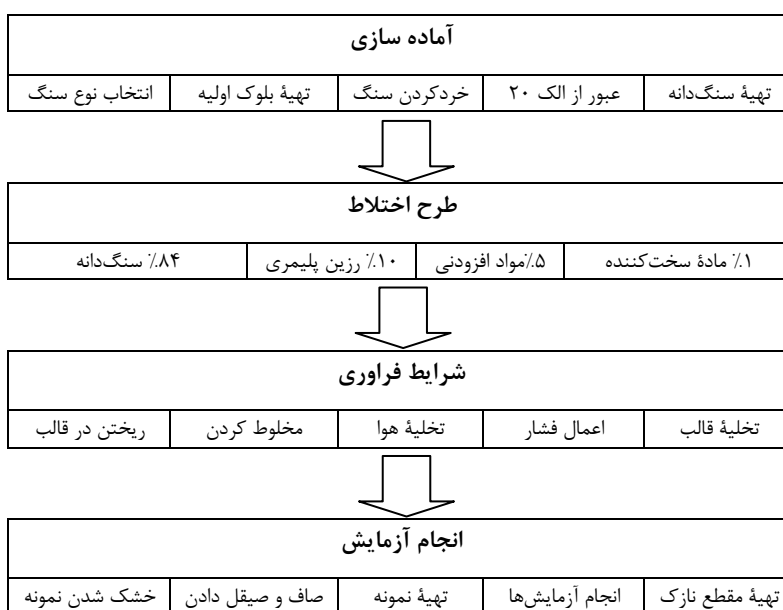 آماده سازی
تهیهٔ سنگ‌دانه عبور از الک ۲۰ خردکردن سنگ تهیهٔ بلوک اولیه انتخاب نوع سنگ
طرح اختلاط
۱٪ مادهٔ سخت‌کننده ۵٪مواد افزودنی ۱۰٪ رزین پلیمری ۸۴٪ سنگ‌دانه
شرایط فراوری
تخلیهٔ قالب اعمال فشار تخلیهٔ هوا مخلوط کردن ریختن در قالب
انجام آزمایش
تهیهٔ مقطع نازک انجام آزمایش‌ها تهیهٔ نمونه صاف و صیقل دادن خشک شدن نمونه